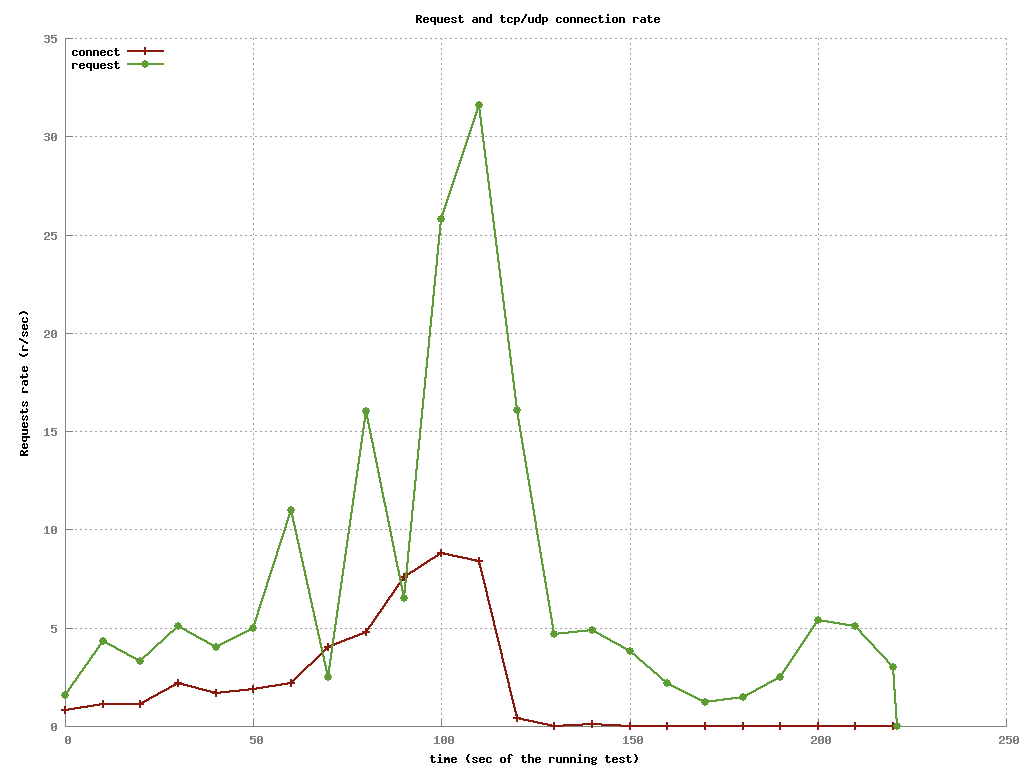 Request and tcp/udp connection rate
35
connect
request
30
25
20
15
10
5
0
0 50 100 150 200 250
Requests rate (r/sec)
time (sec of the running test)